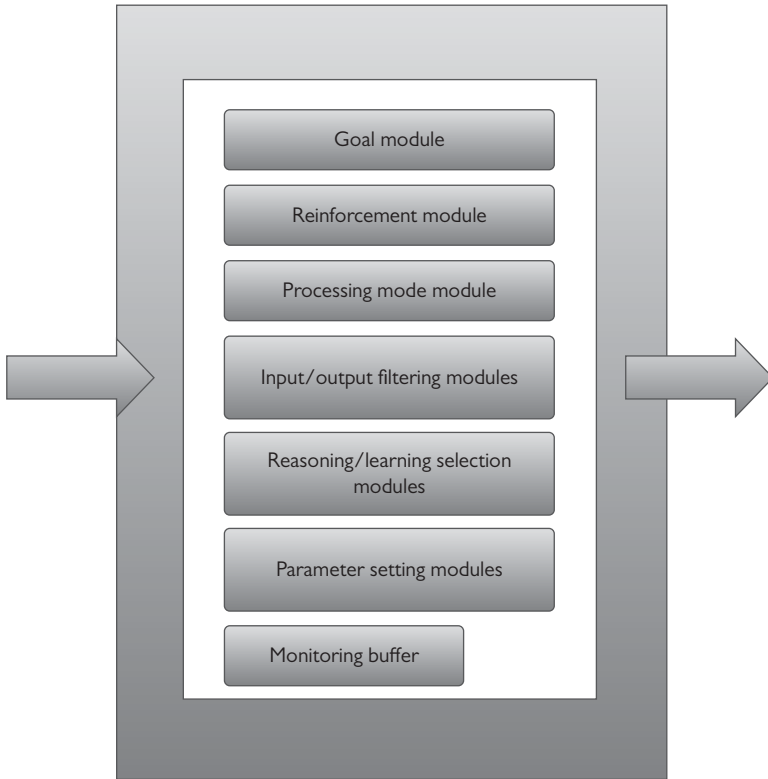 Goal module
Reinforcement module
Processing mode module
Input/output filtering modules
Reasoning/learning selection
modules
Parameter setting modules
Monitoring buffer